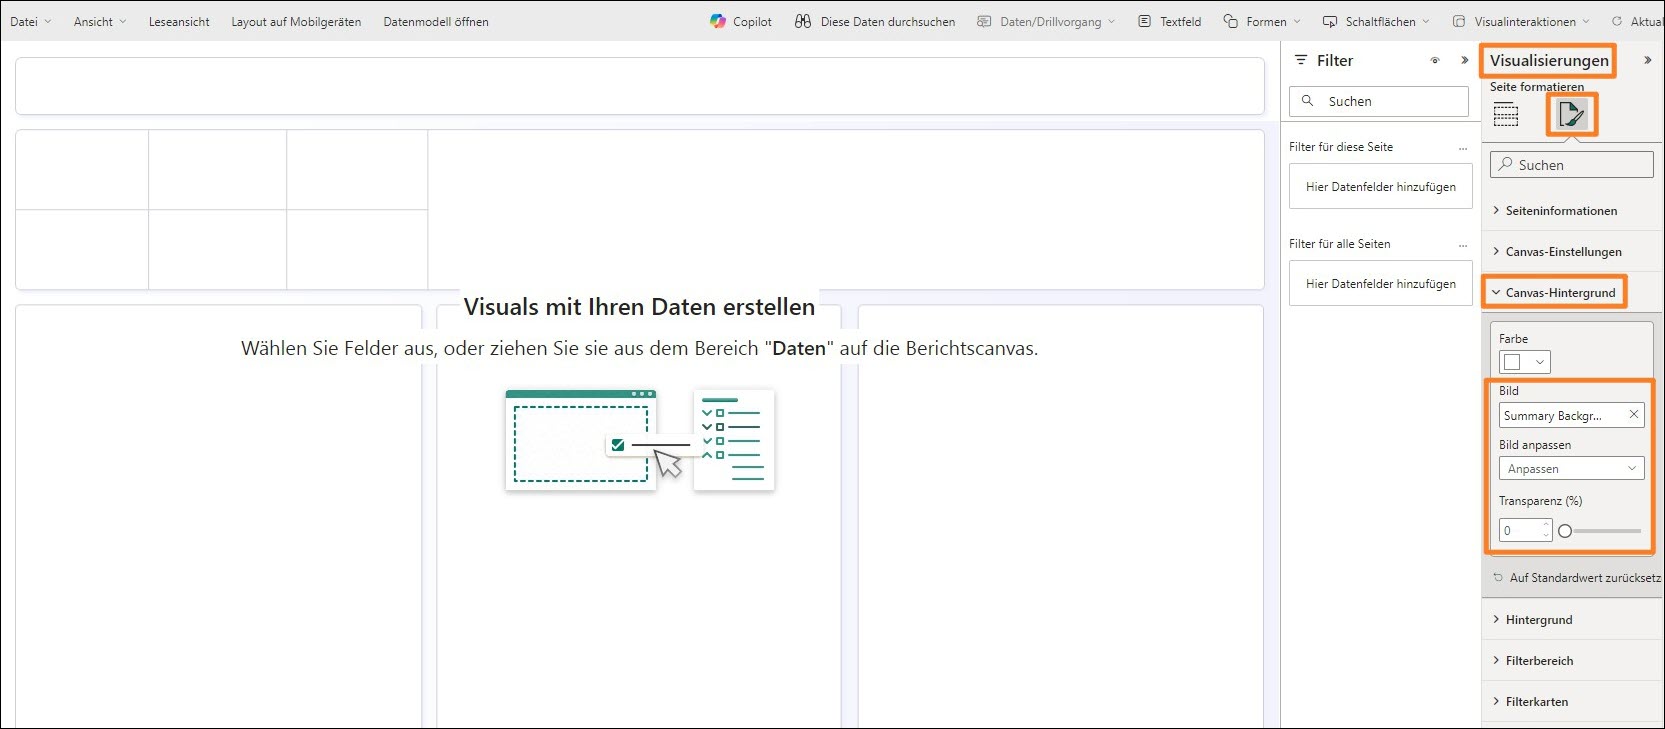 Datei Ansicht Leseansicht Layout auf Mobilgeräten Datenmodell öffnen Copilot Diese Daten durchsuchen Daten/Drillvorgang Textfeld Formen Schaltflächen Visualinteraktionen Aktual
Filter
Suchen
Filter für diese Seite ...
Hier Datenfelder hinzufügen
Filter für alle Seiten ...
Hier Datenfelder hinzufügen
Visualisierungen
Seite formatieren
Suchen
Seiteninformationen
Canvas-Einstellungen
Canvas-Hintergrund
Farbe
Bild
Summary Backgr...
Bild anpassen
Anpassen
Transparenz (%)
0
Auf Standardwert zurücksetz
Hintergrund
Filterbereich
Filterkarten
Visuals mit Ihren Daten erstellen
Wählen Sie Felder aus, oder ziehen Sie sie aus dem Bereich "Daten" auf die Berichtscanvas.